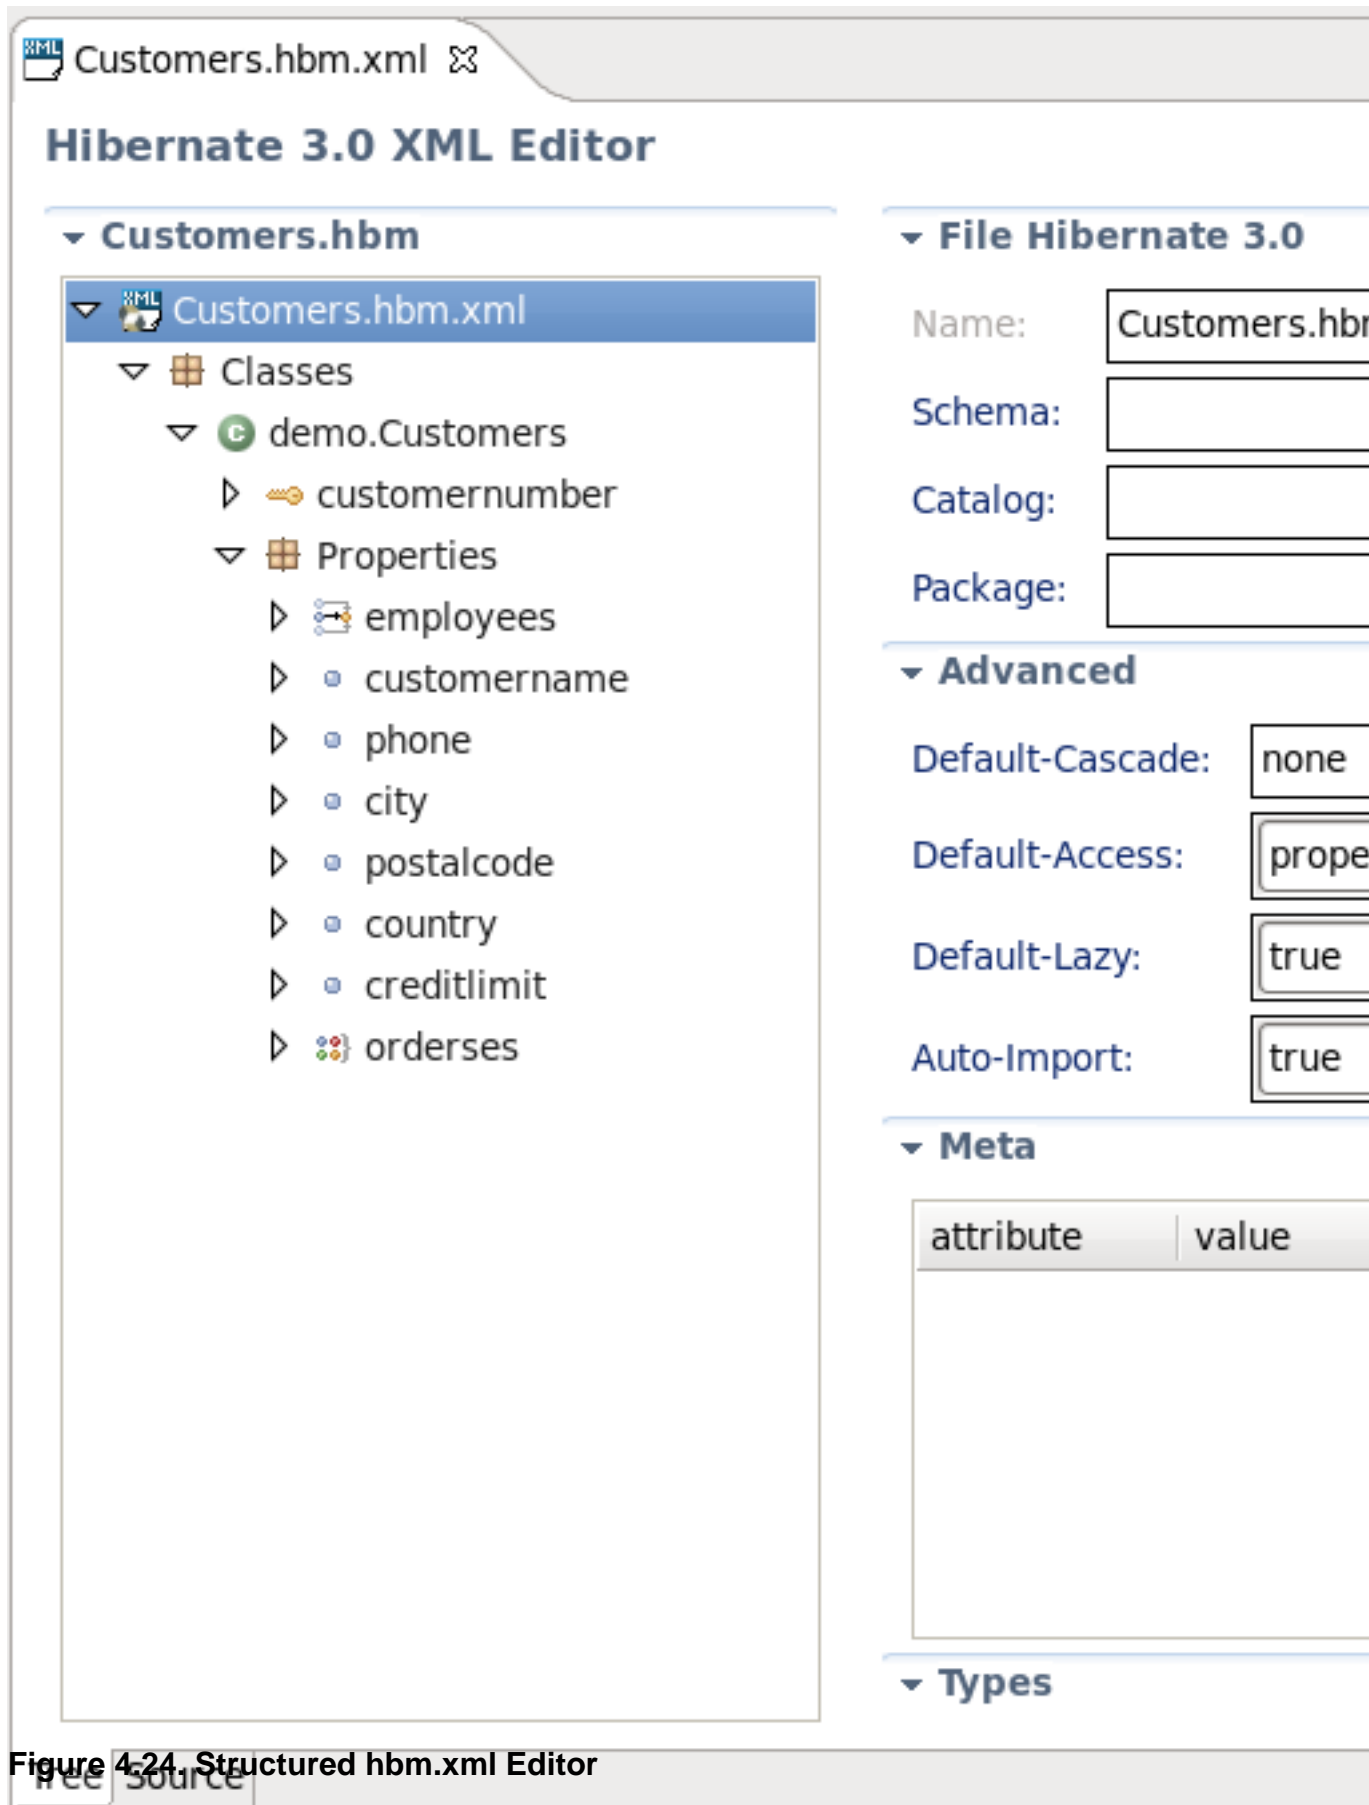 Customers.hbm.xml
Hibernate 3.0 XML Editor
Customers.hbm
Customers.hbm.xml
Classes
demo.Customers
customernumber
Properties
employees
customername
phone
city
postalcode
country
creditlimit
orderses
File Hibernate 3.0
Name: Customers.hbr
Schema:
Catalog:
Package:
Advanced
Default-Cascade: none
Default-Access: prope
Default-Lazy: true
Auto-Import: true
Meta
attribute value
Types
Tree Source
Figure 4.24. Structured hbm.xml Editor